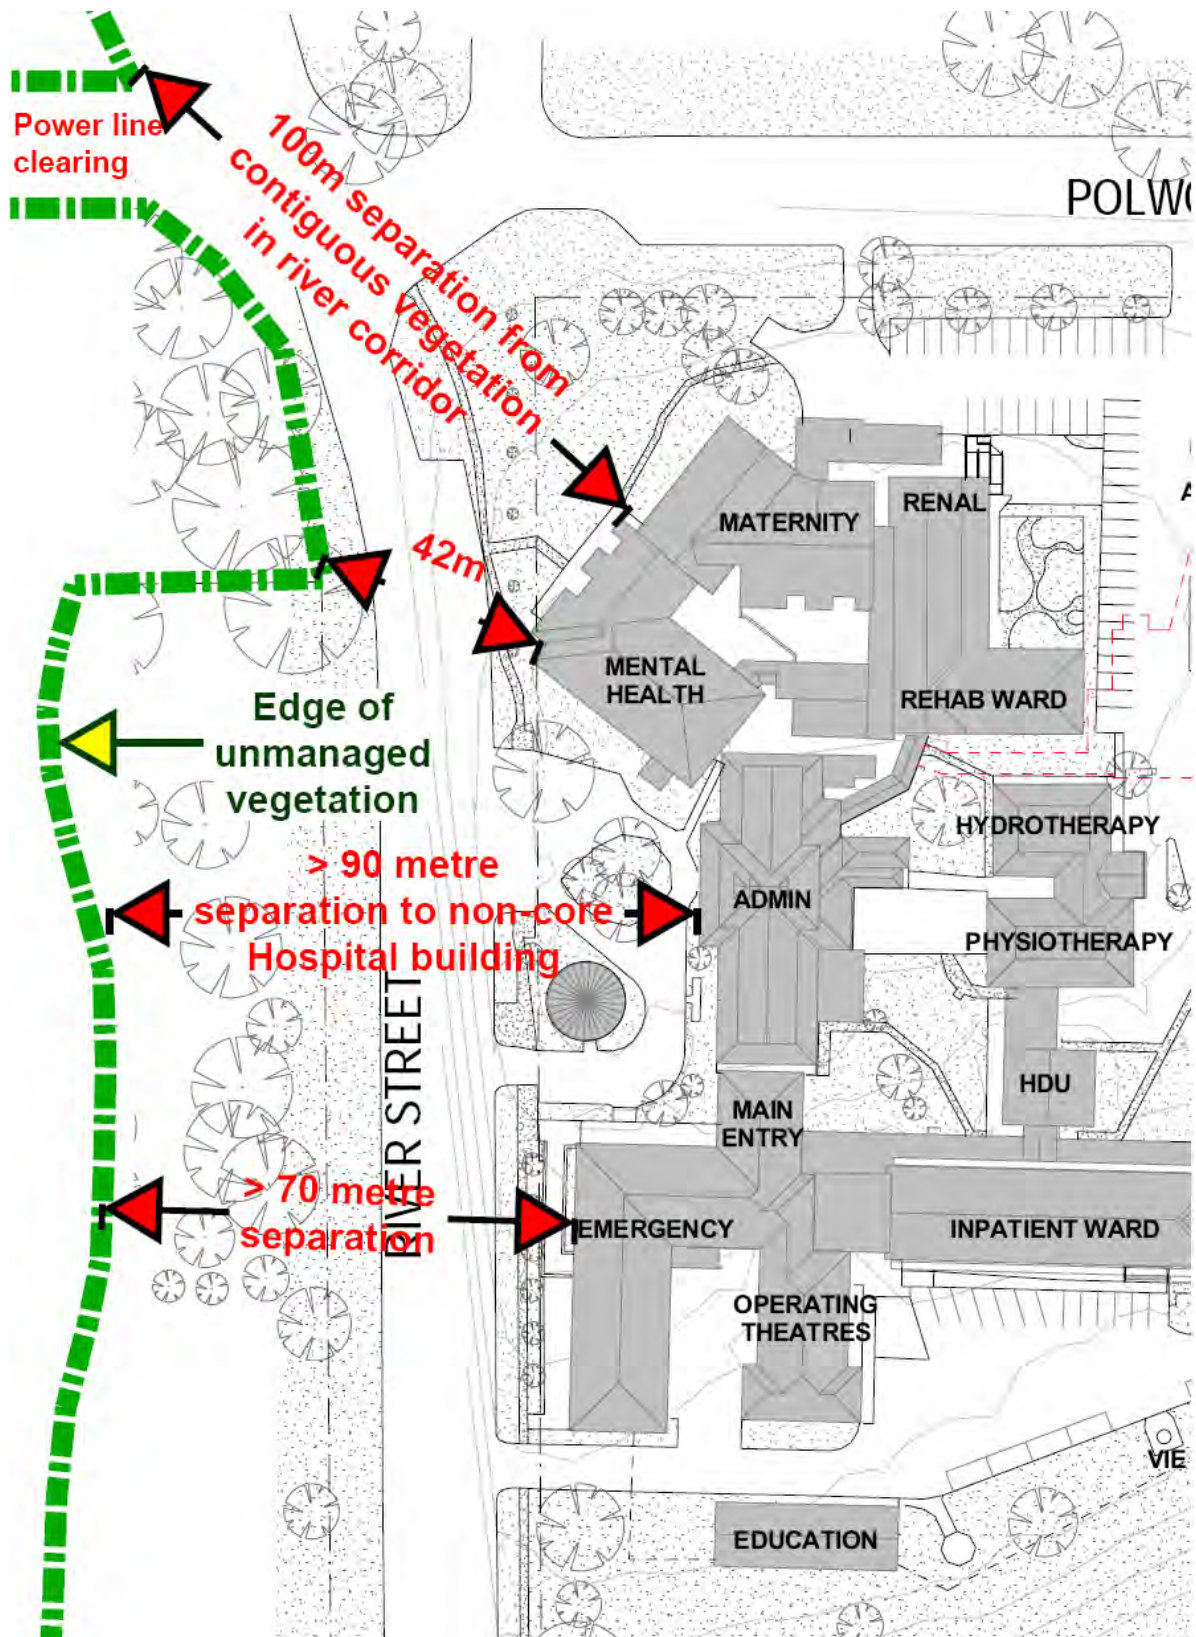 Power line
clearing
100m separation from
contiguous vegetation
in river corridor
POLW
42m
MATERNITY
RENAL
MENTAL
HEALTH
REHAB WARD
Edge of
unmanaged
vegetation
HYDROTHERAPY
> 90 metre
separation to non-core
Hospital building
ADMIN
PHYSIOTHERAPY
RIVER STREET
HDU
MAIN
ENTRY
> 70 metre
separation
EMERGENCY
INPATIENT WARD
OPERATING
THEATRES
VIE
EDUCATION